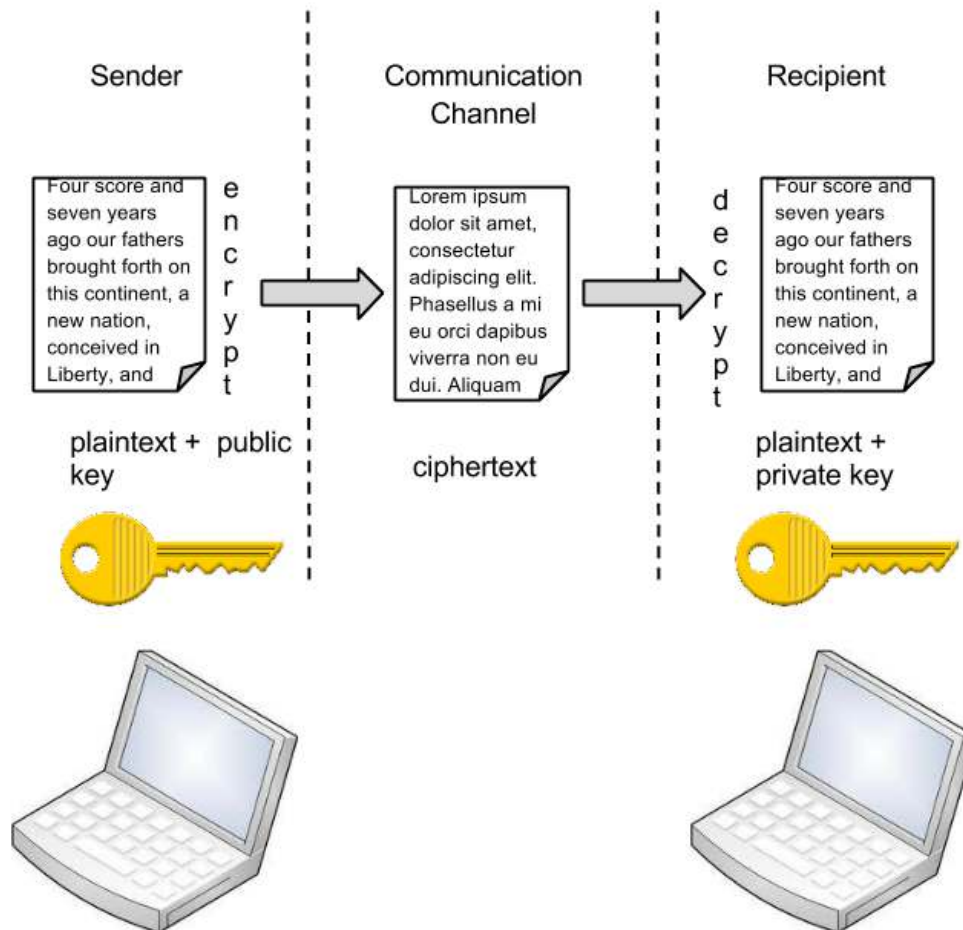 Sender
Communication
Channel
Recipient
Four score and
seven years
ago our fathers
brought forth on
this continent, a
new nation,
conceived in
Liberty, and
encrypt
Lorem ipsum
dolor sit amet,
consectetur
adipiscing elit.
Phasellus a mi
eu orci dapibus
viverra non eu
dui. Aliquam
decrypt
Four score and
seven years
ago our fathers
brought forth on
this continent, a
new nation,
conceived in
Liberty, and
plaintext + public
key
ciphertext
plaintext +
private key